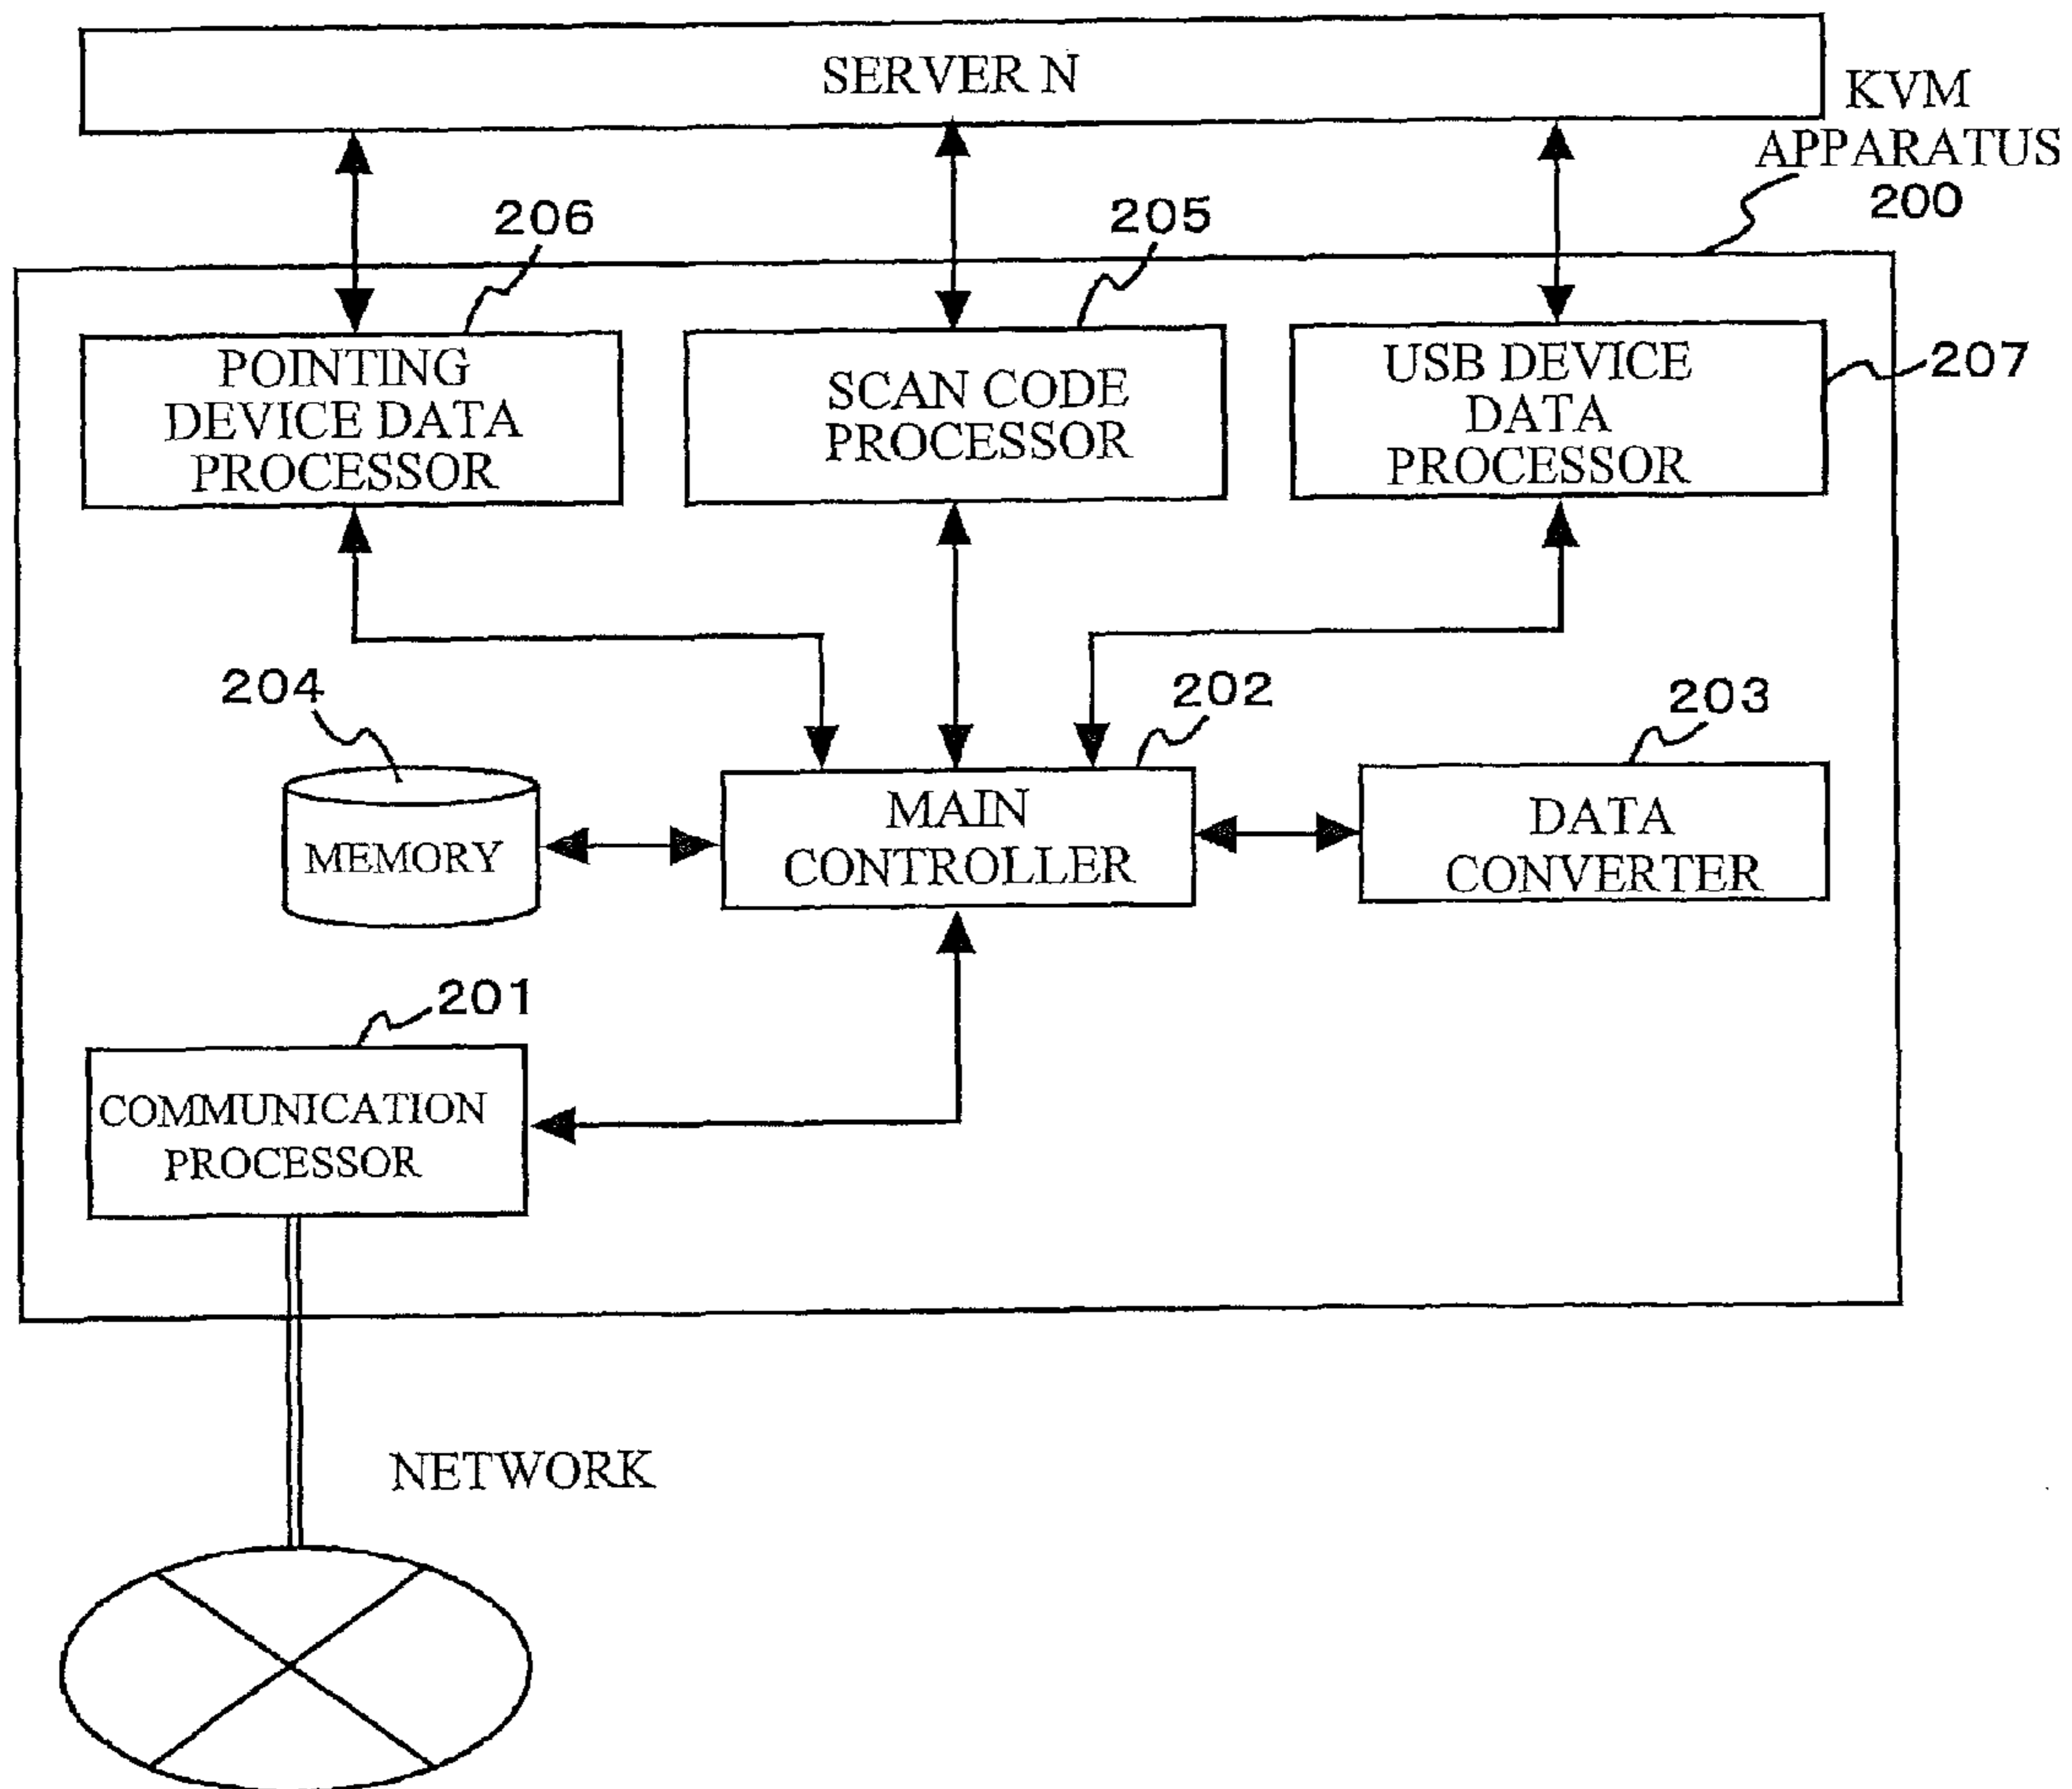 SERVER N
KVM
APPARATUS
200
206
205
POINTING
DEVICE DATA
PROCESSOR
SCAN CODE
PROCESSOR
USB DEVICE
DATA
PROCESSOR
207
204
202
203
MEMORY
MAIN
CONTROLLER
DATA
CONVERTER
201
COMMUNICATION
PROCESSOR
NETWORK